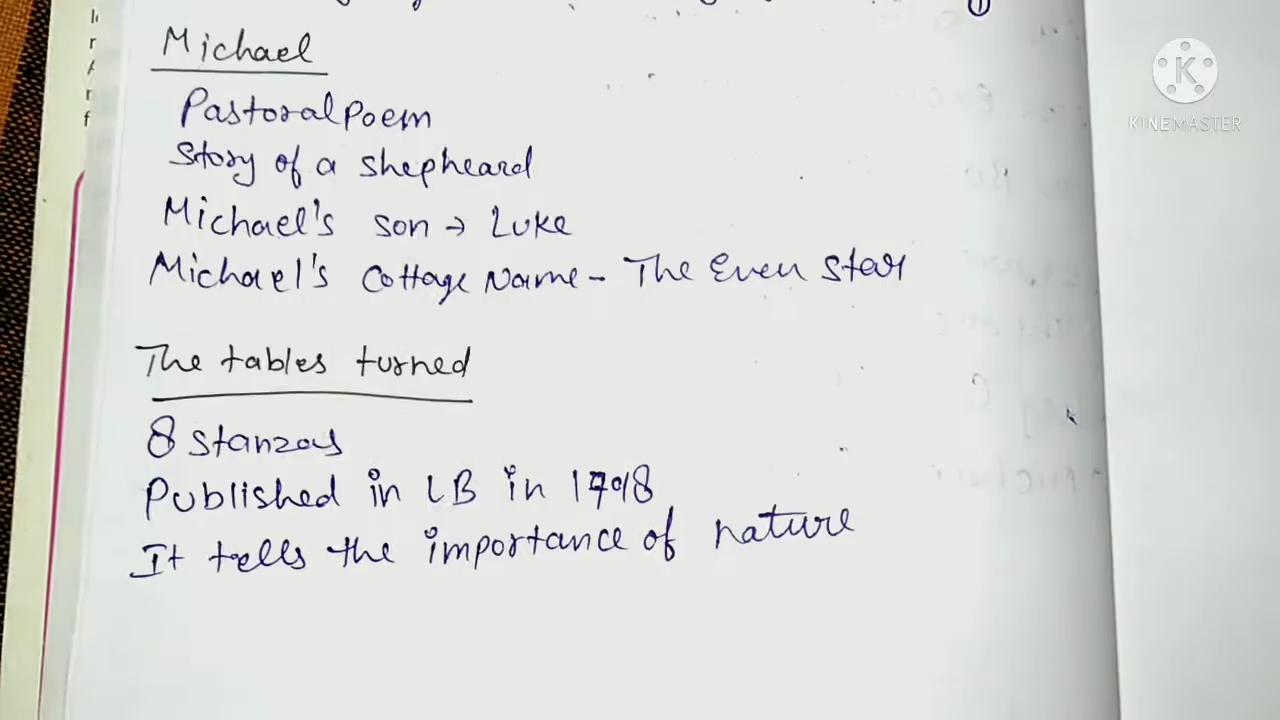 Michael
Pastoral Poem
Story of a shepheard
Michael's son → Luke
Michael's Cottage Name - The Even Star
The tables turned
8 stanzas
Published in LB in 1798
It tells the importance of nature
K
KINEMASTER